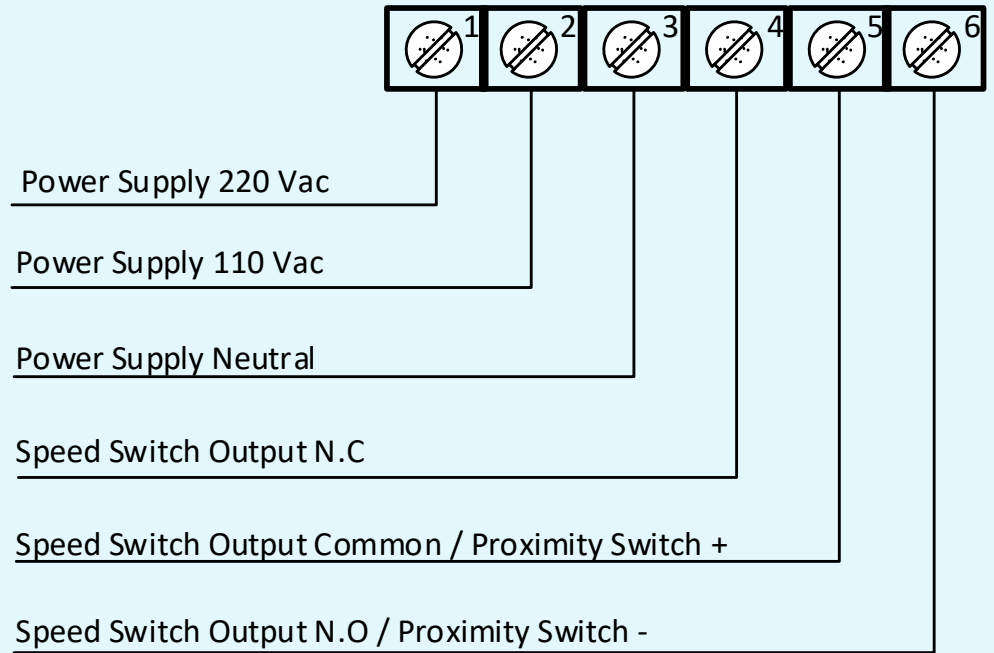 1 2 3 4 5 6
Power Supply 220 Vac
Power Supply 110 Vac
Power Supply Neutral
Speed Switch Output N.C
Speed Switch Output Common / Proximity Switch +
Speed Switch Output N.O / Proximity Switch -